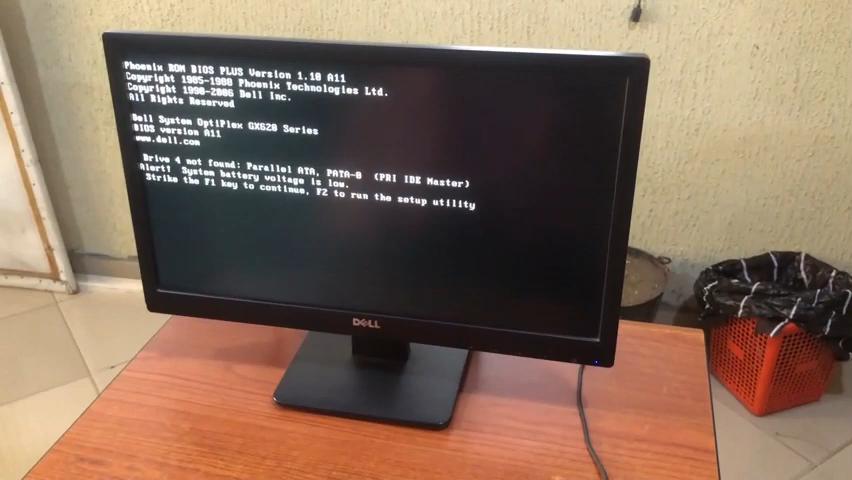 Phoenix ROM BIOS PLUS Version 1.10 A11
Copyright 1985-1988 Phoenix Technologies Ltd.
Copyright 1990-2006 Dell Inc.
All Rights Reserved
Dell System OptiPlex GX620 Series
BIOS version A11
www.dell.com
Drive 4 not found: Parallel ATA, PATA-0 (PRI IDE Master)
Alert! System battery voltage is low.
Strike the F1 key to continue, F2 to run the setup utility
DELL